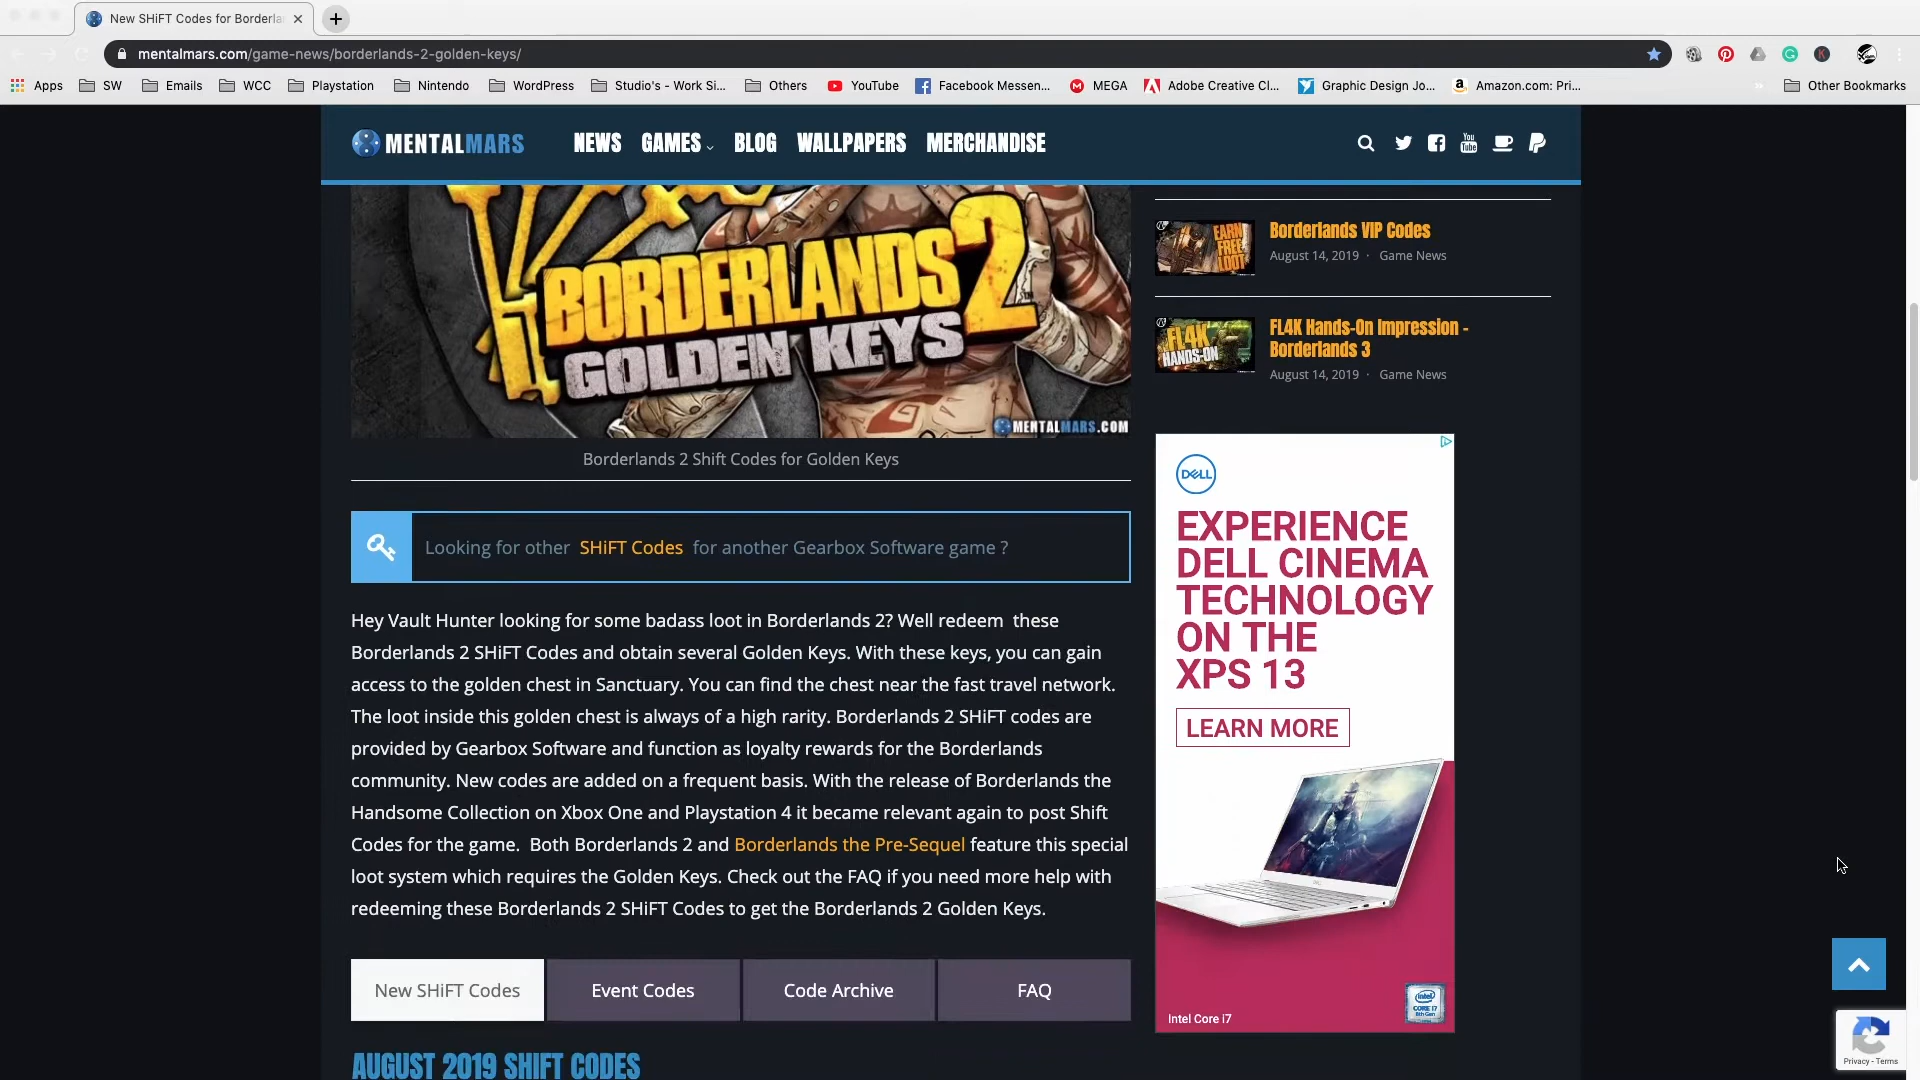 New SHiFT Codes for Borderla
mentalmars.com/game-news/borderlands-2-golden-keys/
Apps SW Emails WCC Playstation Nintendo WordPress Studio's - Work Si... Others YouTube Facebook Messen... MEGA Adobe Creative Cl... Graphic Design Jo... Amazon.com: Pri... » Other Bookmarks
MENTALMARS NEWS GAMES BLOG WALLPAPERS MERCHANDISE
You Tube
BORDERLANDS 2
GOLDEN KEYS
MENTALMARS.COM
Borderlands 2 Shift Codes for Golden Keys
Looking for other SHiFT Codes for another Gearbox Software game ?
Hey Vault Hunter looking for some badass loot in Borderlands 2? Well redeem these
Borderlands 2 SHiFT Codes and obtain several Golden Keys. With these keys, you can gain
access to the golden chest in Sanctuary. You can find the chest near the fast travel network.
The loot inside this golden chest is always of a high rarity. Borderlands 2 SHiFT codes are
provided by Gearbox Software and function as loyalty rewards for the Borderlands
community. New codes are added on a frequent basis. With the release of Borderlands the
Handsome Collection on Xbox One and Playstation 4 it became relevant again to post Shift
Codes for the game. Both Borderlands 2 and Borderlands the Pre-Sequel feature this special
loot system which requires the Golden Keys. Check out the FAQ if you need more help with
redeeming these Borderlands 2 SHiFT Codes to get the Borderlands 2 Golden Keys.
New SHiFT Codes Event Codes Code Archive FAQ
AUGUST 2019 SHIFT CODES
EARN
FREE
LOOT
Borderlands VIP Codes
August 14, 2019 · Game News
FL4K
HANDS-ON
FL4K Hands-On Impression -
Borderlands 3
August 14, 2019 · Game News
DELL
EXPERIENCE
DELL CINEMA
TECHNOLOGY
ON THE
XPS 13
LEARN MORE
Intel Core i7
intel
CORE i7
8th Gen
Privacy - Terms